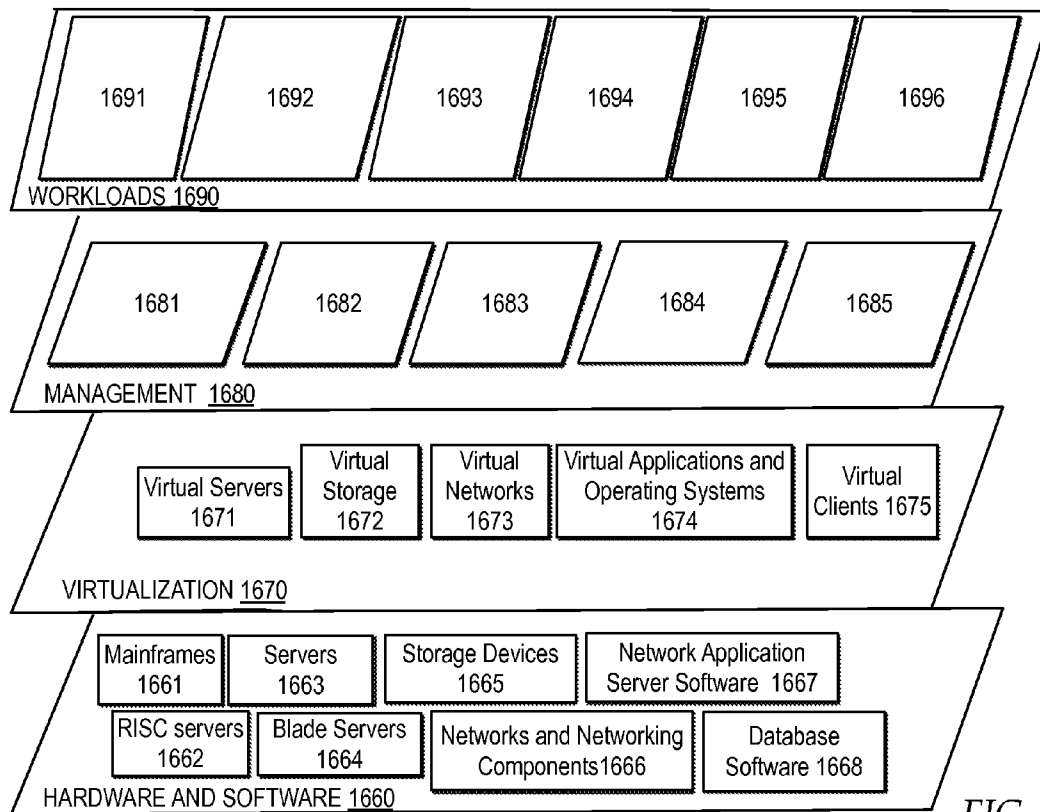 1691 1692 1693 1694 1695 1696
WORKLOADS 1690
1681 1682 1683 1684 1685
MANAGEMENT 1680
Virtual Servers
1671
Virtual
Storage
1672
Virtual
Networks
1673
Virtual Applications and
Operating Systems
1674
Virtual
Clients 1675
VIRTUALIZATION 1670
Mainframes
1661
Servers
1663
Storage Devices
1665
Network Application
Server Software 1667
RISC servers
1662
Blade Servers
1664
Networks and Networking
Components1666
Database
Software 1668
HARDWARE AND SOFTWARE 1660
FIG